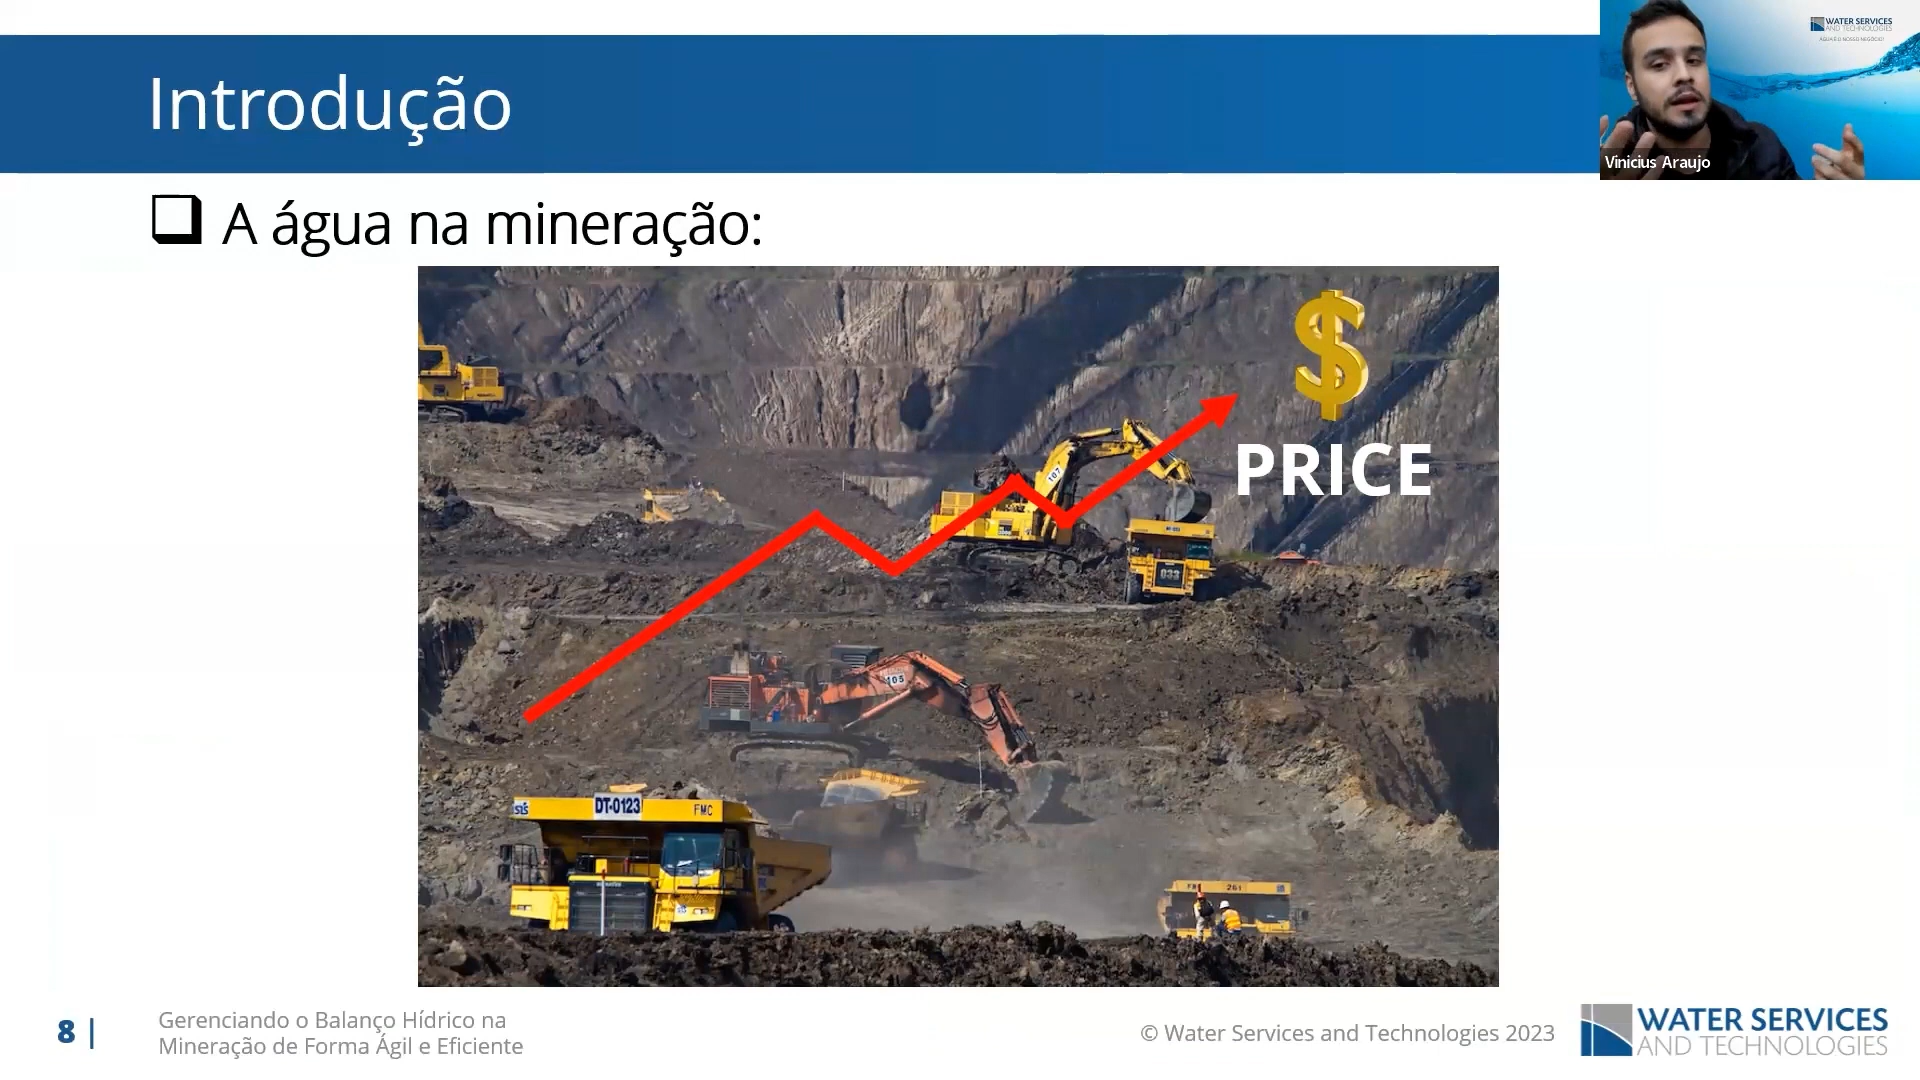 Introdução
WATER SERVICES
AND TECHNOLOGIES
Vinicius Araujo
A água na mineração:
$
PRICE
107
033
105
DT-0123
FMC
261
8 |
Gerenciando o Balanço Hídrico na
Mineração de Forma Ágil e Eficiente
© Water Services and Technologies 2023
WATER SERVICES
AND TECHNOLOGIES